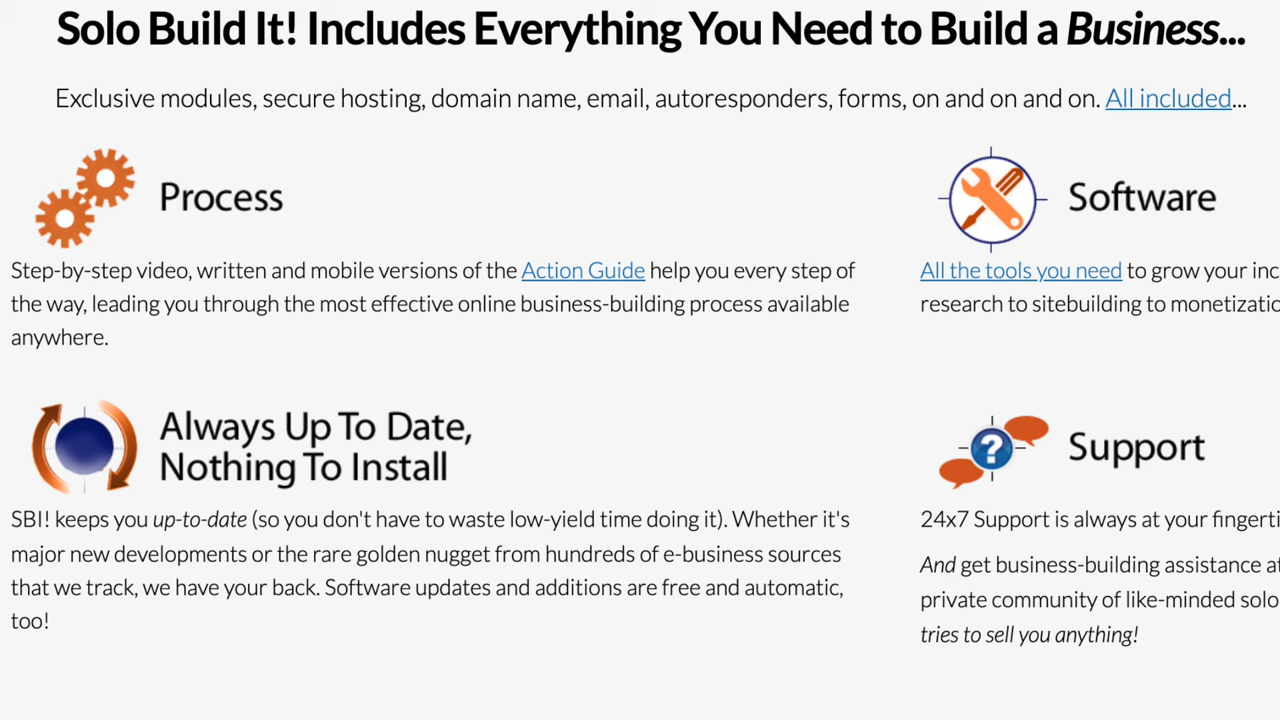 Solo Build It! Includes Everything You Need to Build a Business...
Exclusive modules, secure hosting, domain name, email, autoresponders, forms, on and on and on. All included...
Process
Step-by-step video, written and mobile versions of the Action Guide help you every step of
the way, leading you through the most effective online business-building process available
anywhere.
Software
All the tools you need to grow your
research to sitebuilding to
Always Up To Date,
Nothing To Install
SBI! keeps you up-to-date (so you don't have to waste low-yield time doing it). Whether it's
major new developments or the rare golden nugget from hundreds of e-business sources
that we track, we have your back. Software updates and additions are free and automatic,
too!
?
Support
24x7 Support is always at your
And get business-building assistance
private community of like-minded
tries to sell you anything!